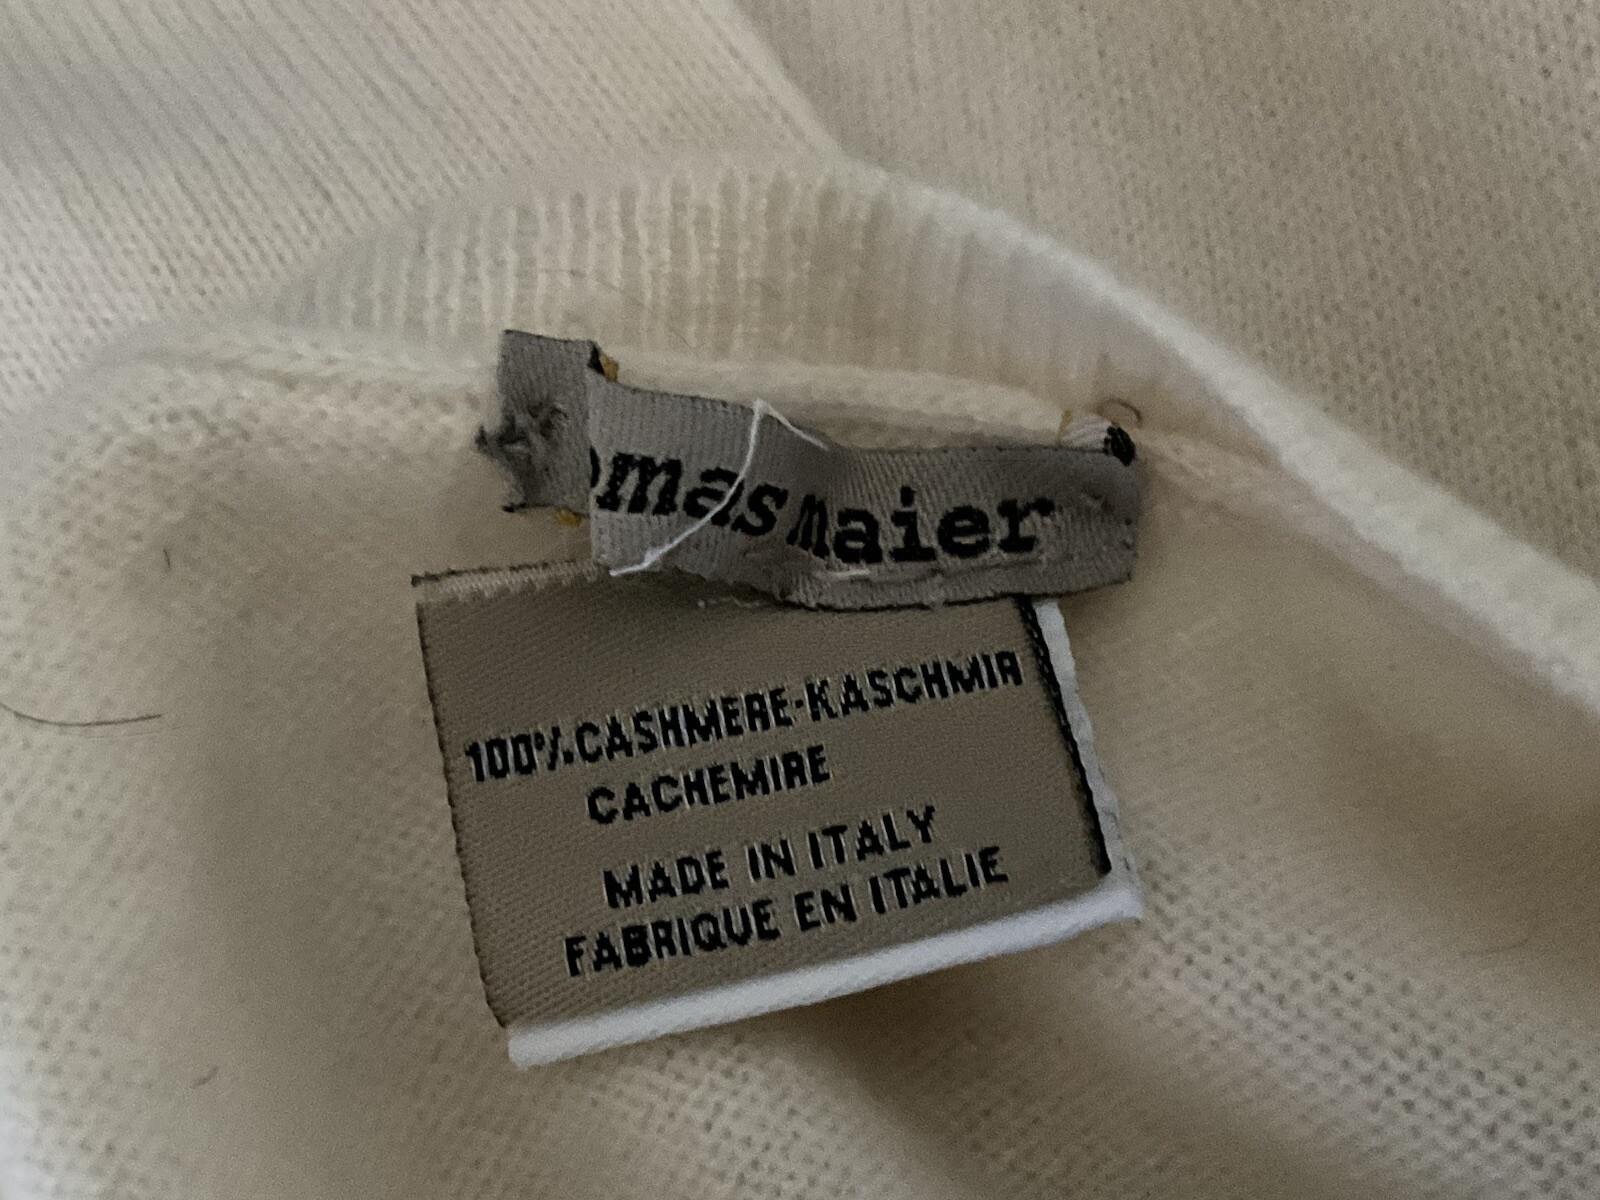 omas maier
100% CASHMERE-KASCHMIR
CACHEMIRE
MADE IN ITALY
FABRIQUE EN ITALIE